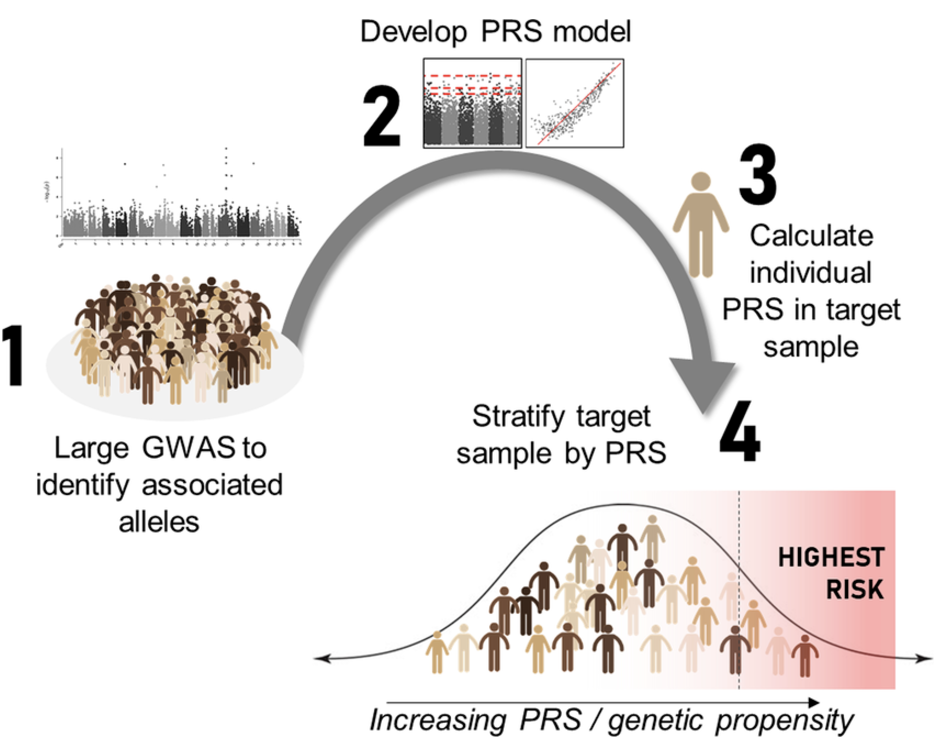 Develop PRS model
2
3
Calculate
individual
PRS in target
sample
1
Large GWAS to
identify associated
alleles
Stratify target
sample by PRS
4
HIGHEST
RISK
Increasing PRS / genetic propensity